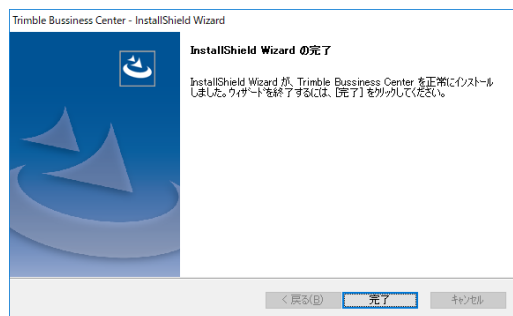 Trimble Bussiness Center - InstallShield Wizard
InstallShield Wizard の完了
InstallShield Wizard が、Trimble Bussiness Center を正常にインストール
しました。ウィザードを終了するには、[完了] をクリックしてください。
< 戻る(B)
完了
キャンセル